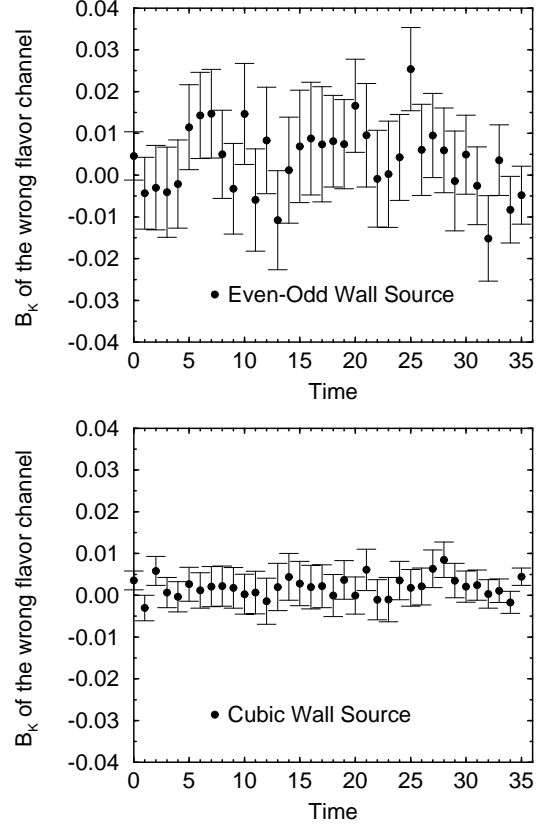 0.04
0.03
0.02
0.01
0.00
-0.01
-0.02
-0.03
-0.04
B_K of the wrong flavor channel
Even-Odd Wall Source
0 5 10 15 20 25 30 35
Time
0.04
0.03
0.02
0.01
0.00
-0.01
-0.02
-0.03
-0.04
B_K of the wrong flavor channel
Cubic Wall Source
0 5 10 15 20 25 30 35
Time